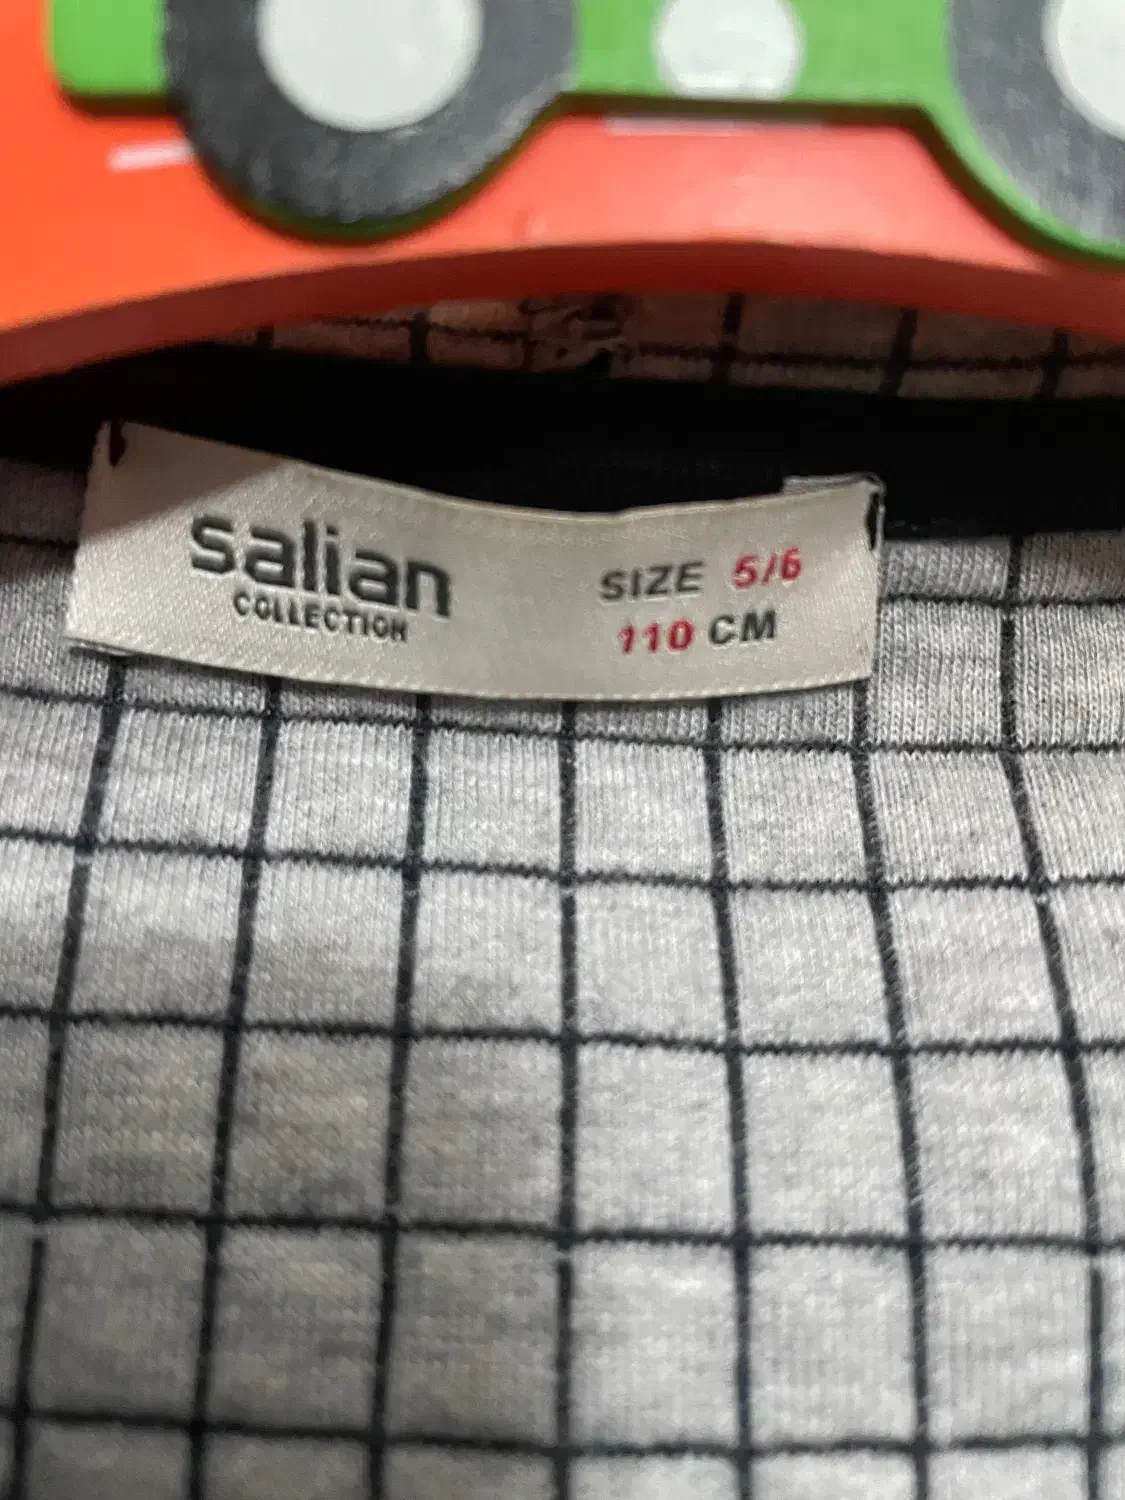 salian
COLLECTION
SIZE 5/6
110 CM